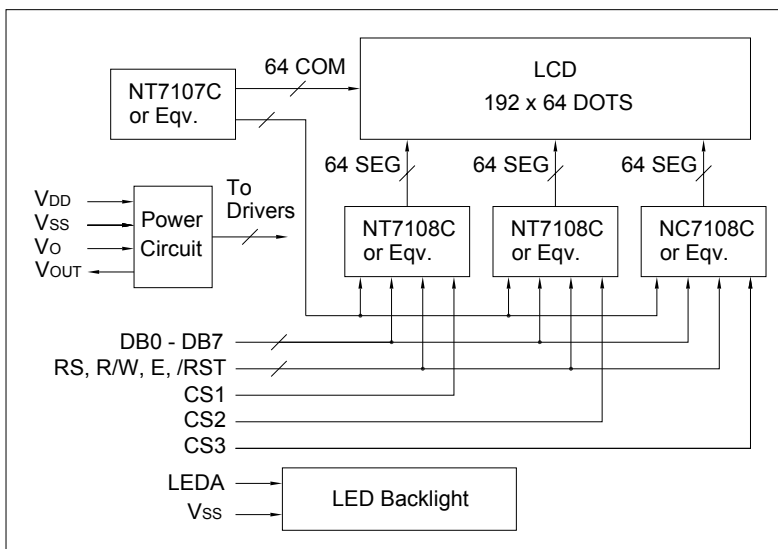 64 COM
NT7107C
or Eqv.
LCD
192 x 64 DOTS
64 SEG
64 SEG
64 SEG
NT7108C
or Eqv.
NT7108C
or Eqv.
NC7108C
or Eqv.
VDD
VSS
VO
VOUT
Power
Circuit
To
Drivers
DB0 - DB7
RS, R/W, E, /RST
CS1
CS2
CS3
LEDA
VSS
LED Backlight